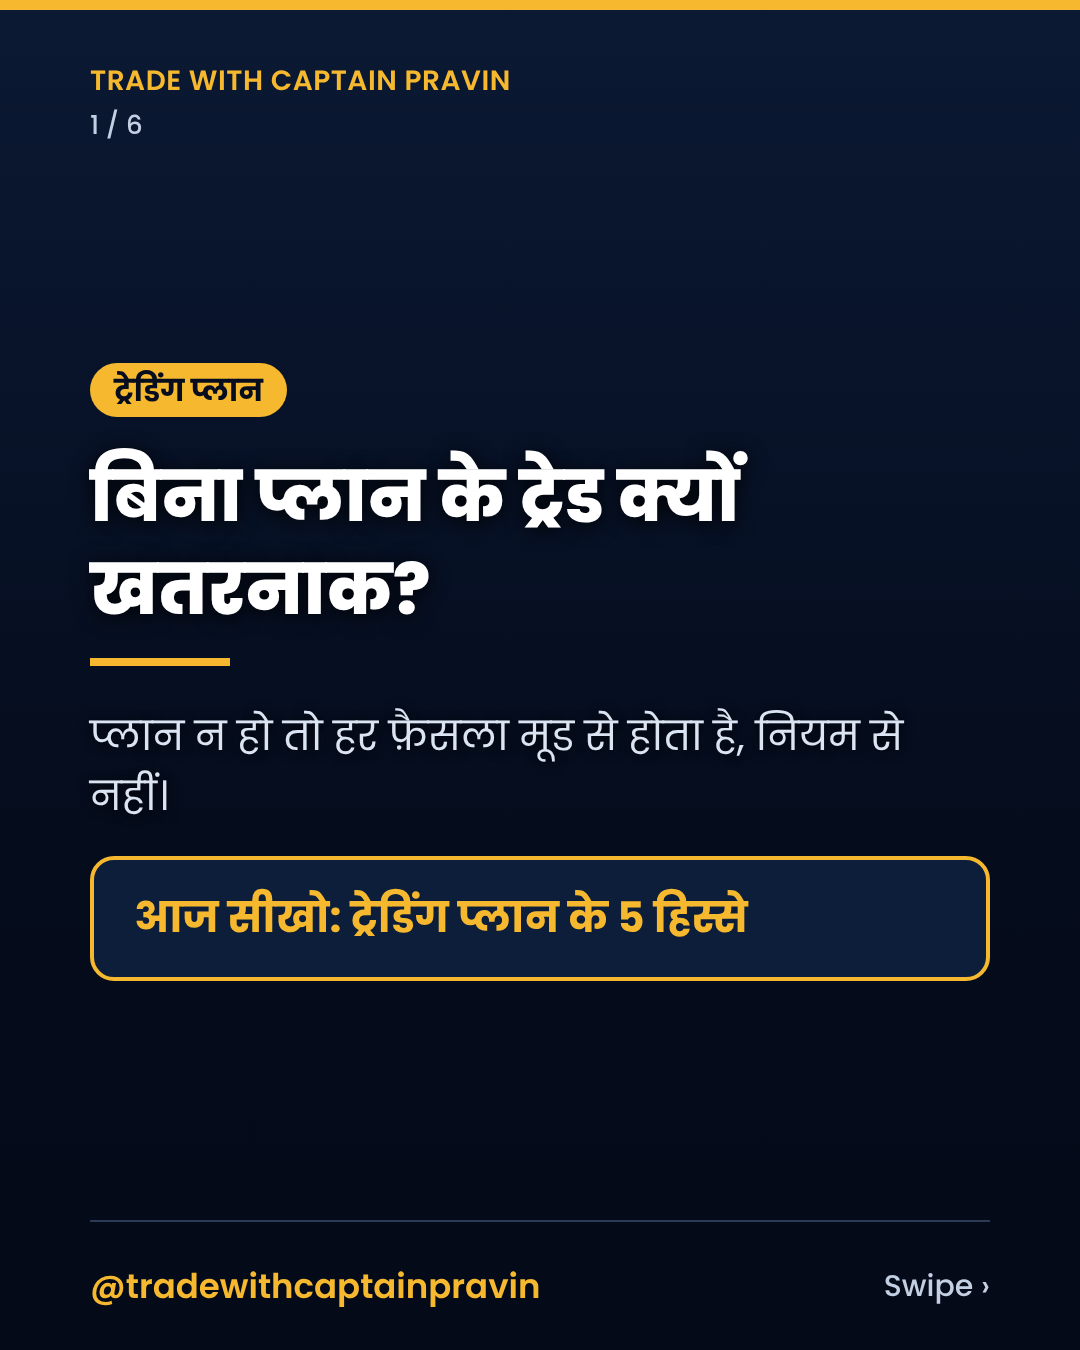 TRADE WITH CAPTAIN PRAVIN
1 / 6
ट्रेडिंग प्लान
बिना प्लान के ट्रेड क्यों
खतरनाक?
प्लान न हो तो हर फ़ैसला मूड से होता है, नियम से
नहीं।
आज सीखो: ट्रेडिंग प्लान के 5 हिस्से
@tradewithcaptainpravin
Swipe ›